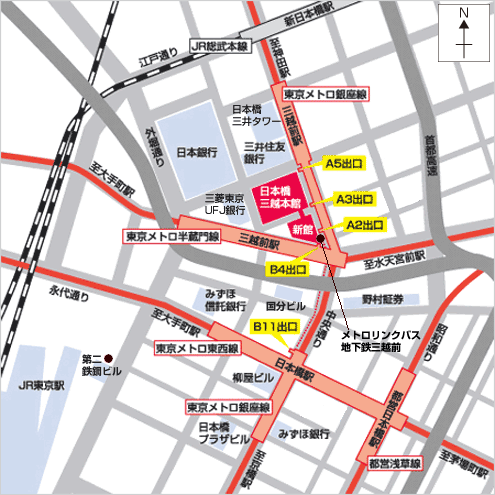 N
新日本橋駅
JR総武本線
江戸通り
至神田駅
東京メトロ銀座線
外堀通り
日本橋
三井タワー
三越前駅
日本銀行
三井住友
銀行
首都高速
A5出口
至大手町駅
三菱東京
UFJ銀行
日本橋
三越本館
A3出口
新館
A2出口
東京メトロ半蔵門線
三越前駅
B4出口
至水天宮前駅
永代通り
みずほ
信託銀行
国分ビル
野村証券
至大手町駅
B11出口
中央通り
メトロリンクバス
地下鉄三越前
昭和通り
第二
鉄鋼ビル
東京メトロ東西線
日本橋駅
JR東京駅
柳屋ビル
東京メトロ銀座線
都営日本橋駅
日本橋
プラザビル
みずほ銀行
至京橋駅
都営浅草線
至茅場町駅